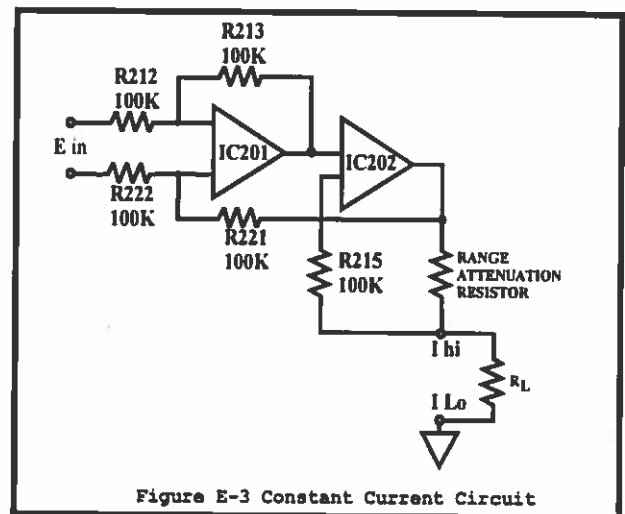 R213
100K
R212
100K
E in
IC201
IC202
R222
100K
R221
100K
R215
100K
RANGE
ATTENUATION
RESISTOR
I hi
RL
I Lo
Figure E-3 Constant Current Circuit